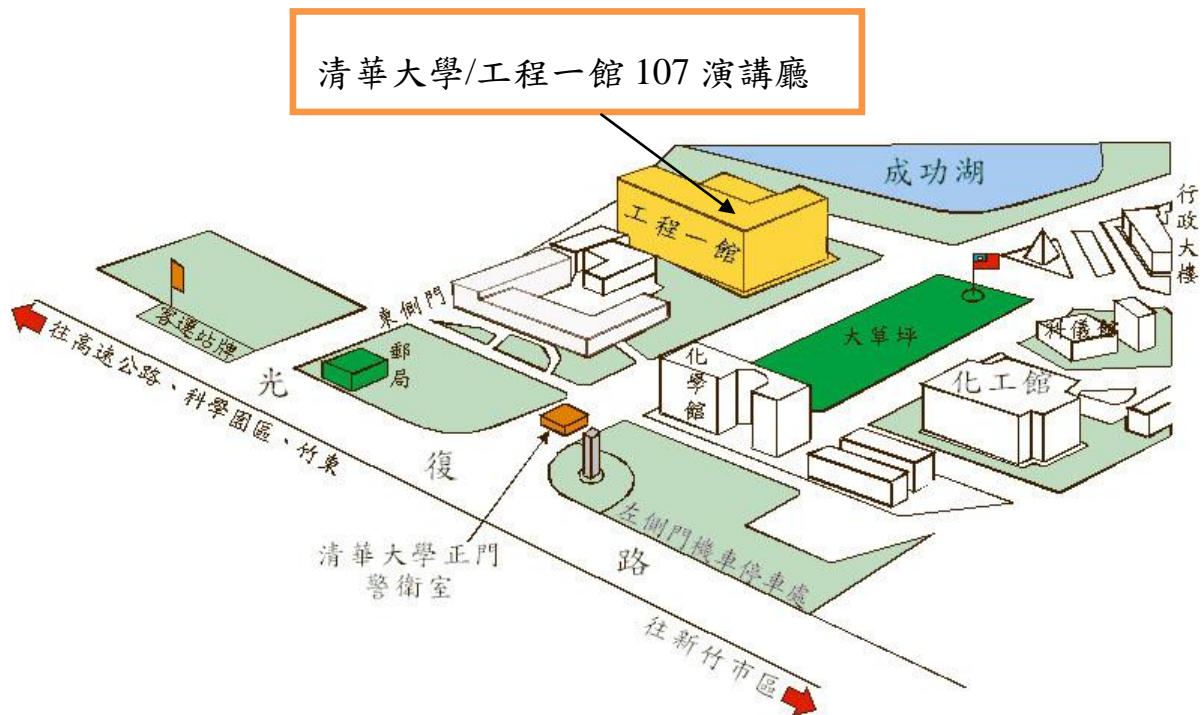 清華大學/工程一館 107 演講廳
成功湖
行政大樓
工程一館
東側門
客運站牌
郵局
大草坪
科儀館
化學館
化工館
往高速公路、科學園區、竹東
光復路
清華大學正門
警衛室
左側門機車停車處
往新竹市區